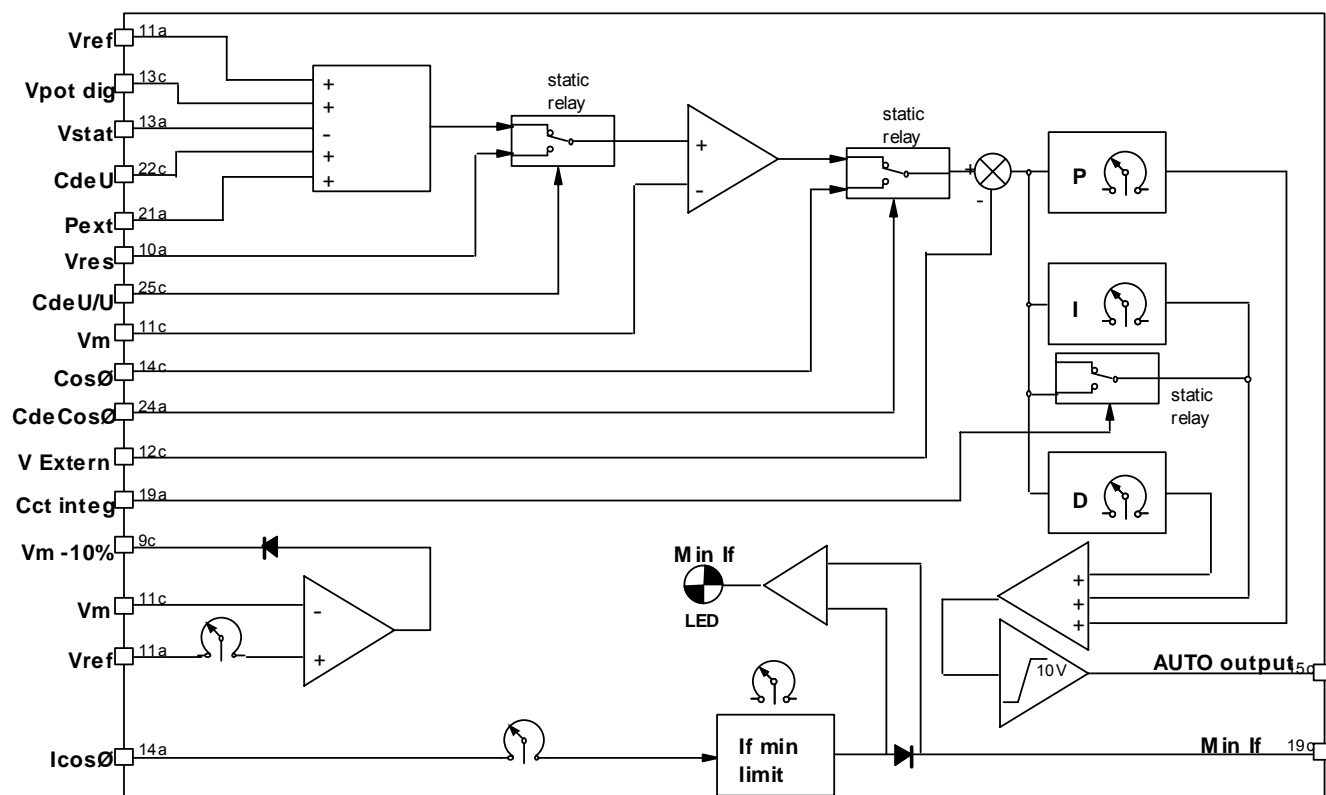 Vref 11a
Vpot dig 13c
Vstat 13a
CdeU 22c
Pext 21a
Vres 10a
CdeU/U 25c
Vm 11c
CosØ 14c
CdeCosØ 24a
V Extern 12c
Cct integ 19a
Vm -10% 9c
Vm 11c
Vref 11a
IcosØ 14a
+
+
-
+
+
static
relay
+
-
static
relay
+
-
P
I
static
relay
D
+
+
+
10V
AUTO output 15c
-
+
Min If
LED
If min
limit
Min If 19c